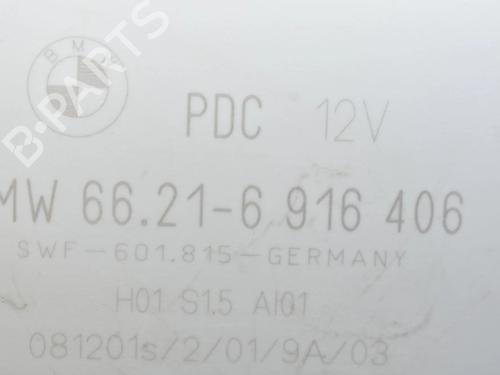 BMW
B-PARTS
PDC 12V
MW 66.21-6 916 406
SWF-601.815-GERMANY
H01 S1.5 AI01
081201s/2/01/9A/03